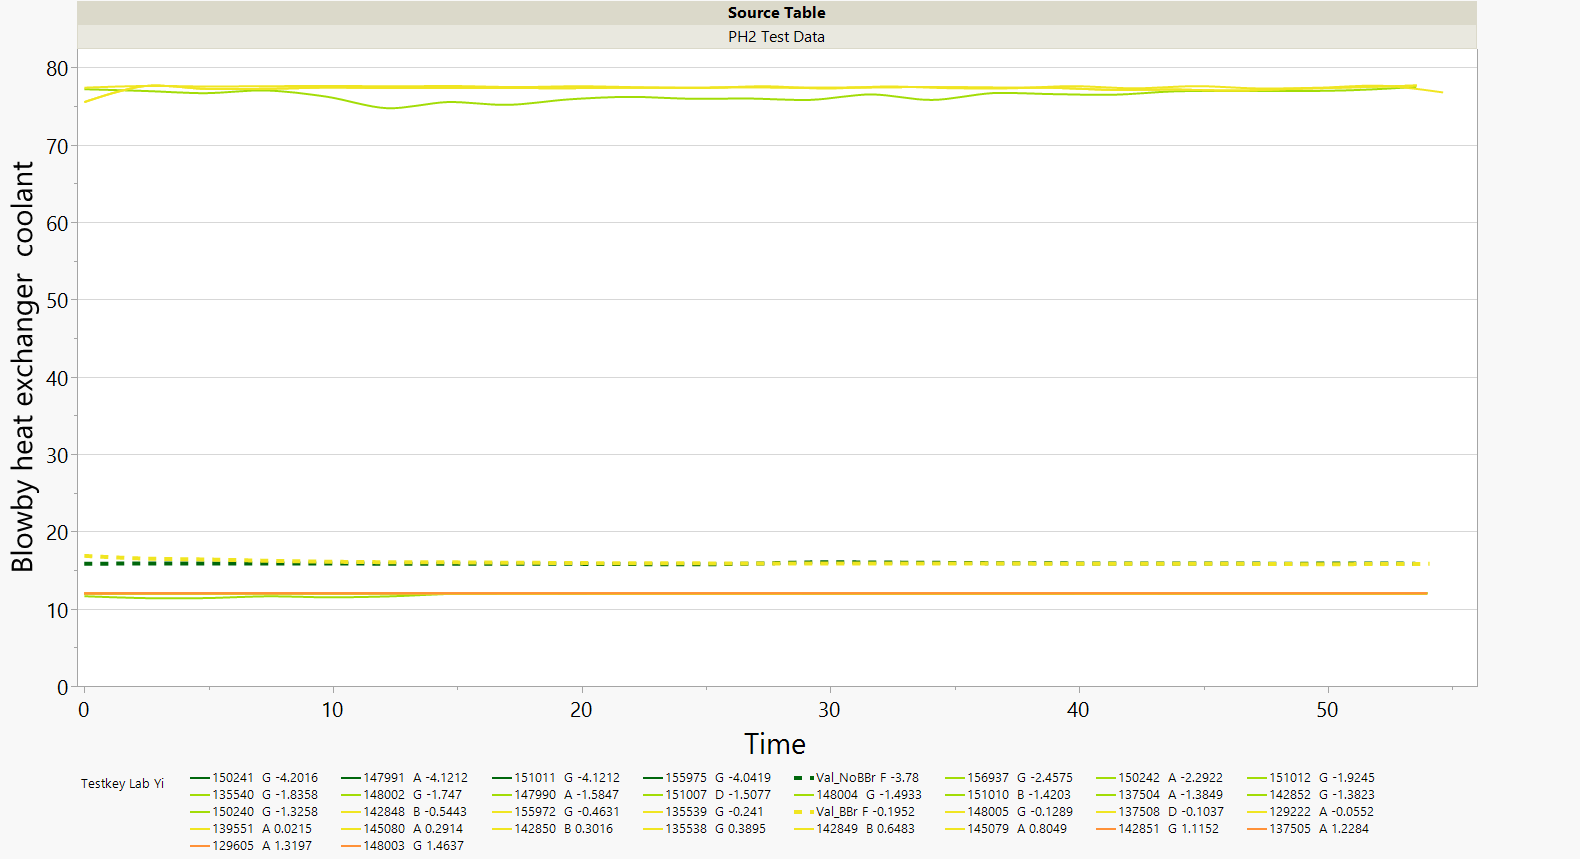 Source Table
PH2 Test Data
Blowby heat exchanger coolant
80
70
60
50
40
30
20
10
0
0 10 20 30 40 50
Time
Testkey Lab Yi
150241 G -4.2016 147991 A -4.1212 151011 G -4.1212 155975 G -4.0419 Val_NoBBr F -3.78 156937 G -2.4575 150242 A -2.2922 151012 G -1.9245
135540 G -1.8358 148002 G -1.747 147990 A -1.5847 151007 D -1.5077 148004 G -1.4933 151010 B -1.4203 137504 A -1.3849 142852 G -1.3823
150240 G -1.3258 142848 B -0.5443 155972 G -0.4631 135539 G -0.241 Val_BBr F -0.1952 148005 G -0.1289 137508 D -0.1037 129222 A -0.0552
139551 A 0.0215 145080 A 0.2914 142850 B 0.3016 135538 G 0.3895 142849 B 0.6483 145079 A 0.8049 142851 G 1.1152 137505 A 1.2284
129605 A 1.3197 148003 G 1.4637